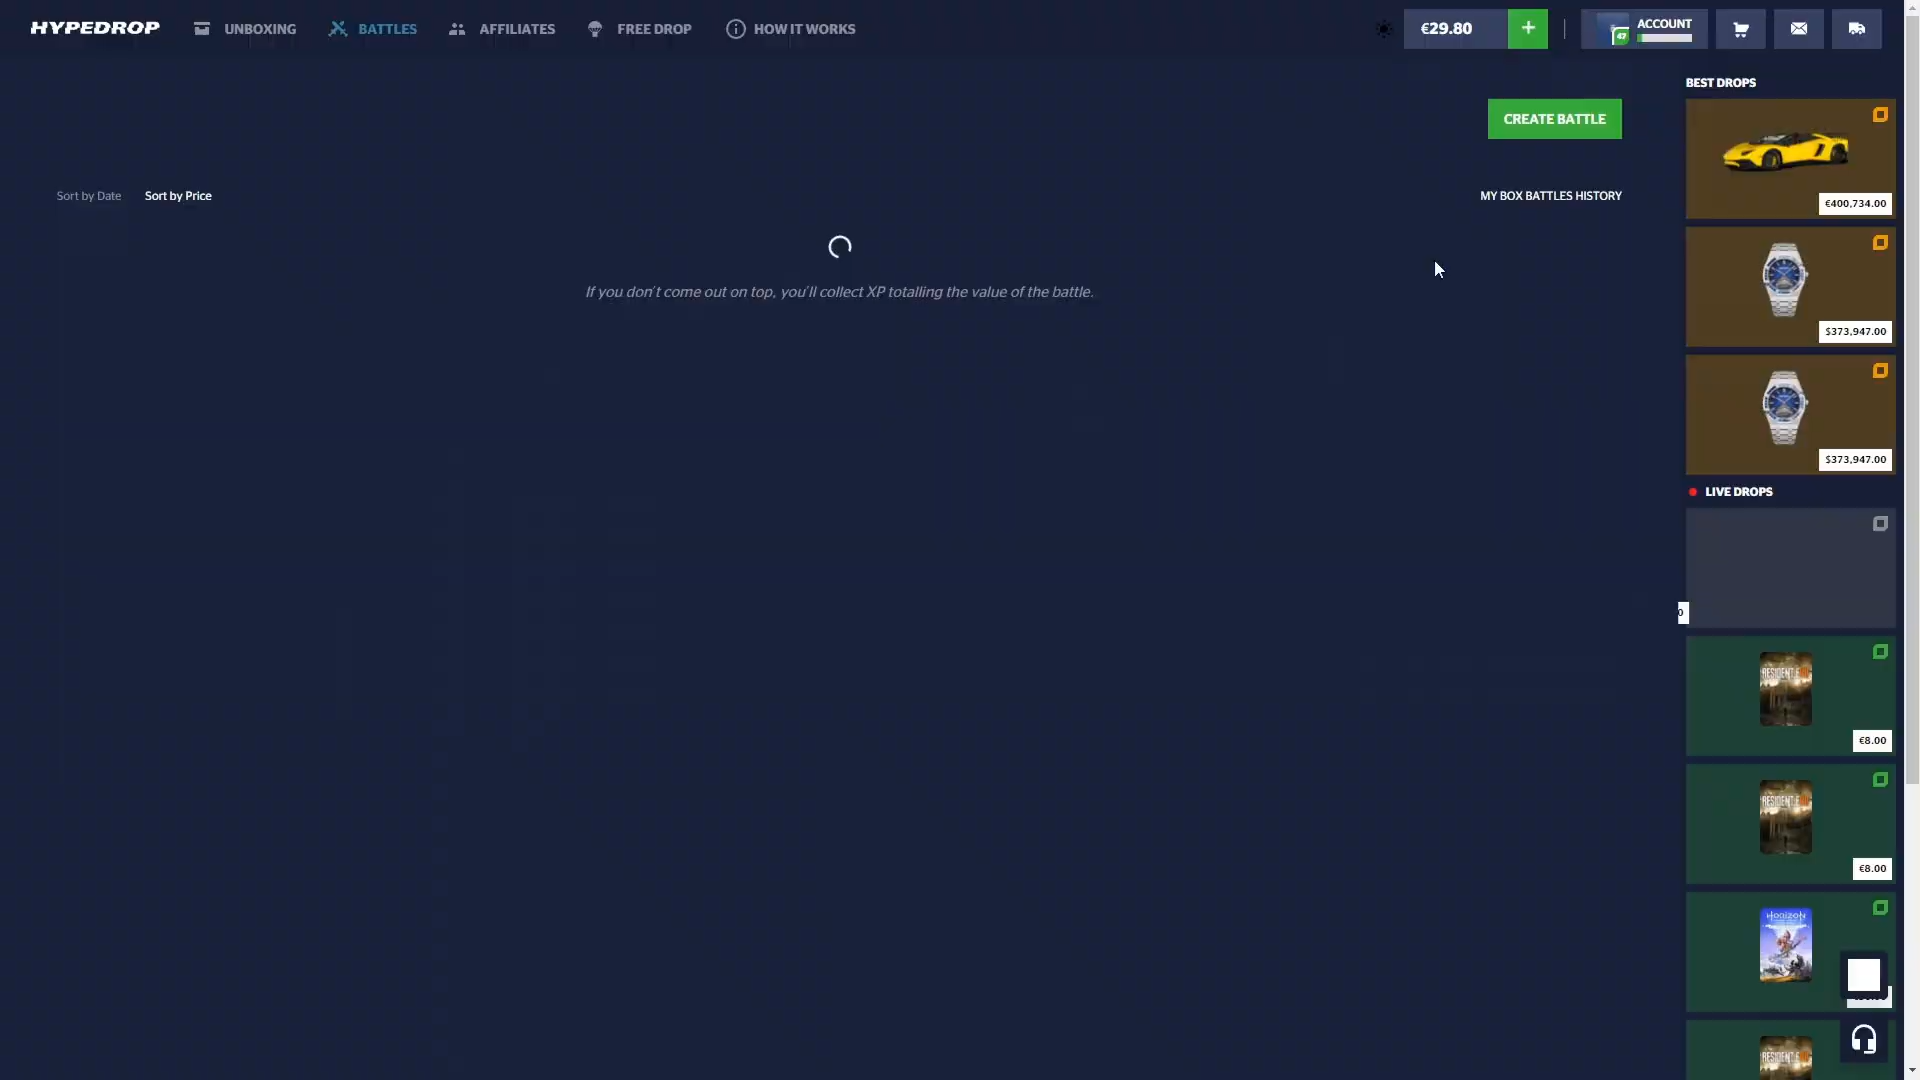 HYPEDROP
UNBOXING
BATTLES
AFFILIATES
FREE DROP
HOW IT WORKS
€29.80
+
47
ACCOUNT
CREATE BATTLE
Sort by Date
Sort by Price
MY BOX BATTLES HISTORY
If you don't come out on top, you'll collect XP totalling the value of the battle.
BEST DROPS
€400,734.00
$373,947.00
$373,947.00
LIVE DROPS
€8.00
€8.00
HORIZON